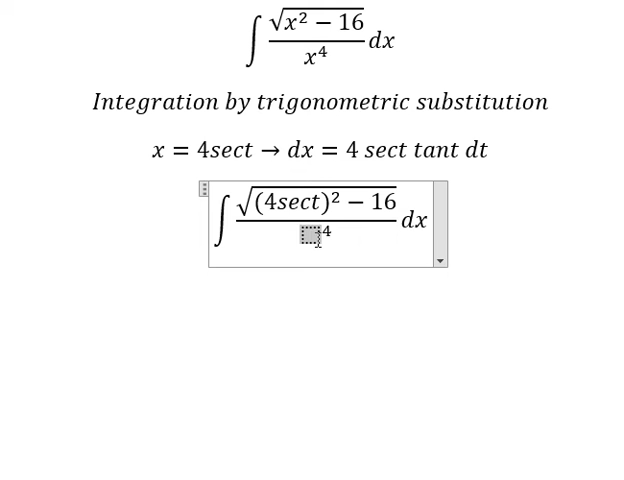 ∫ √(x² − 16) / x⁴ dx
Integration by trigonometric substitution
x = 4sect → dx = 4 sect tant dt
∫ √((4sect)² − 16) / ⬚⁴ dx